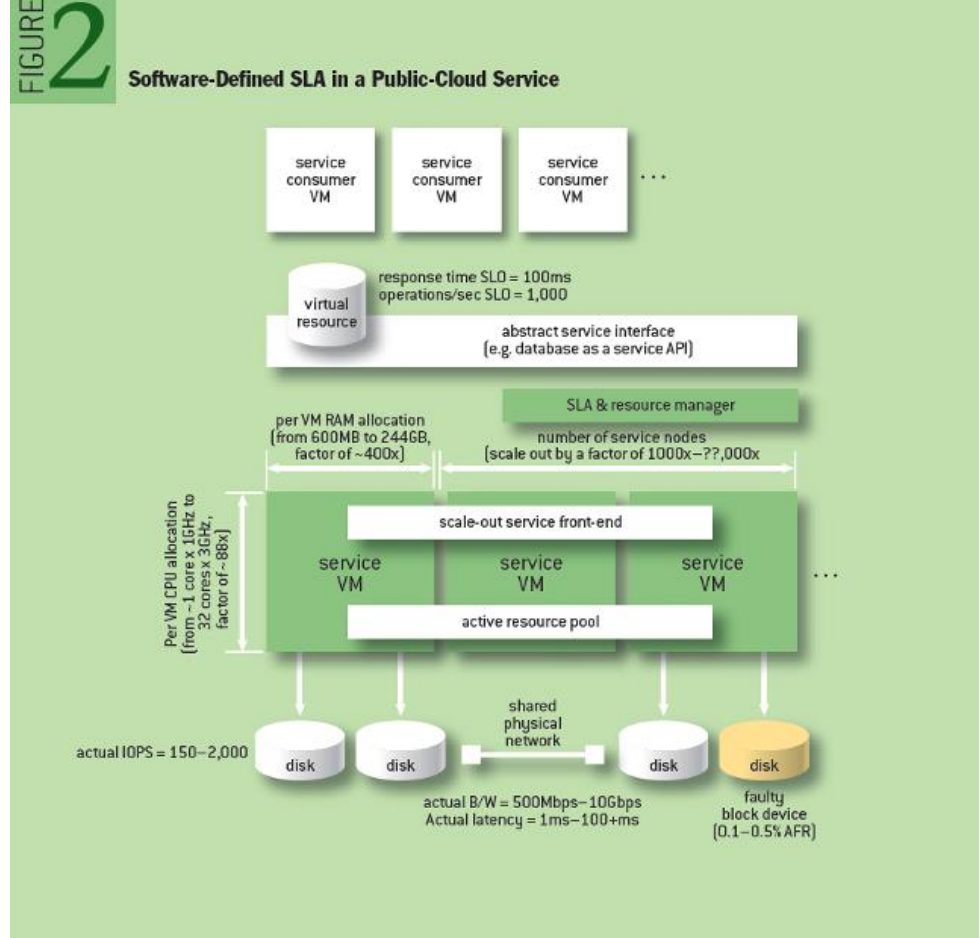 FIGURE
2
Software-Defined SLA in a Public-Cloud Service
service
consumer
VM
service
consumer
VM
service
consumer
VM
...
virtual
resource
response time SLO = 100ms
operations/sec SLO = 1,000
abstract service interface
(e.g. database as a service API)
SLA & resource manager
per VM RAM allocation
(from 600MB to 244GB,
factor of ~400x)
number of service nodes
(scale out by a factor of 1000x–??,000x
Per VM CPU allocation
(from ~1 core x 1GHz to
32 cores x 3GHz,
factor of ~88x)
scale-out service front-end
service
VM
service
VM
service
VM
...
active resource pool
actual IOPS = 150–2,000
disk
disk
shared
physical
network
disk
disk
actual B/W = 500Mbps–10Gbps
Actual latency = 1ms–100+ms
faulty
block device
(0.1–0.5% AFR)